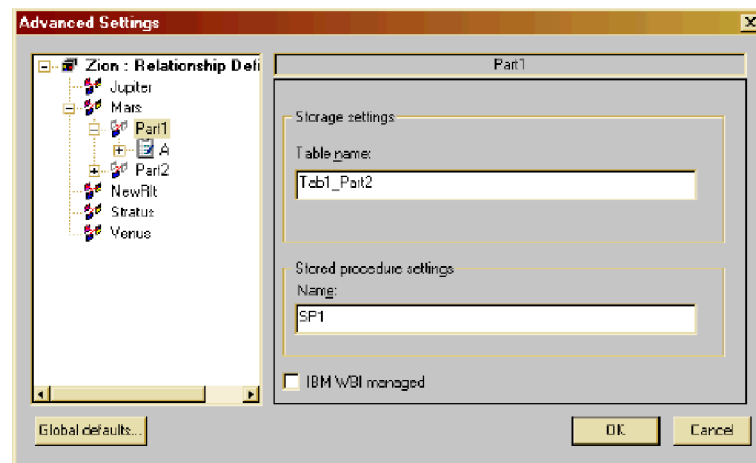 Advanced Settings
Zion : Relationship Defi
Jupiter
Mars
Part1
A
Part2
NewRlt
Stratus
Venus
Part1
Storage settings
Table name:
Tab1_Part2
Stored procedure settings
Name:
SP1
IBM WBI managed
Global defaults...
OK
Cancel